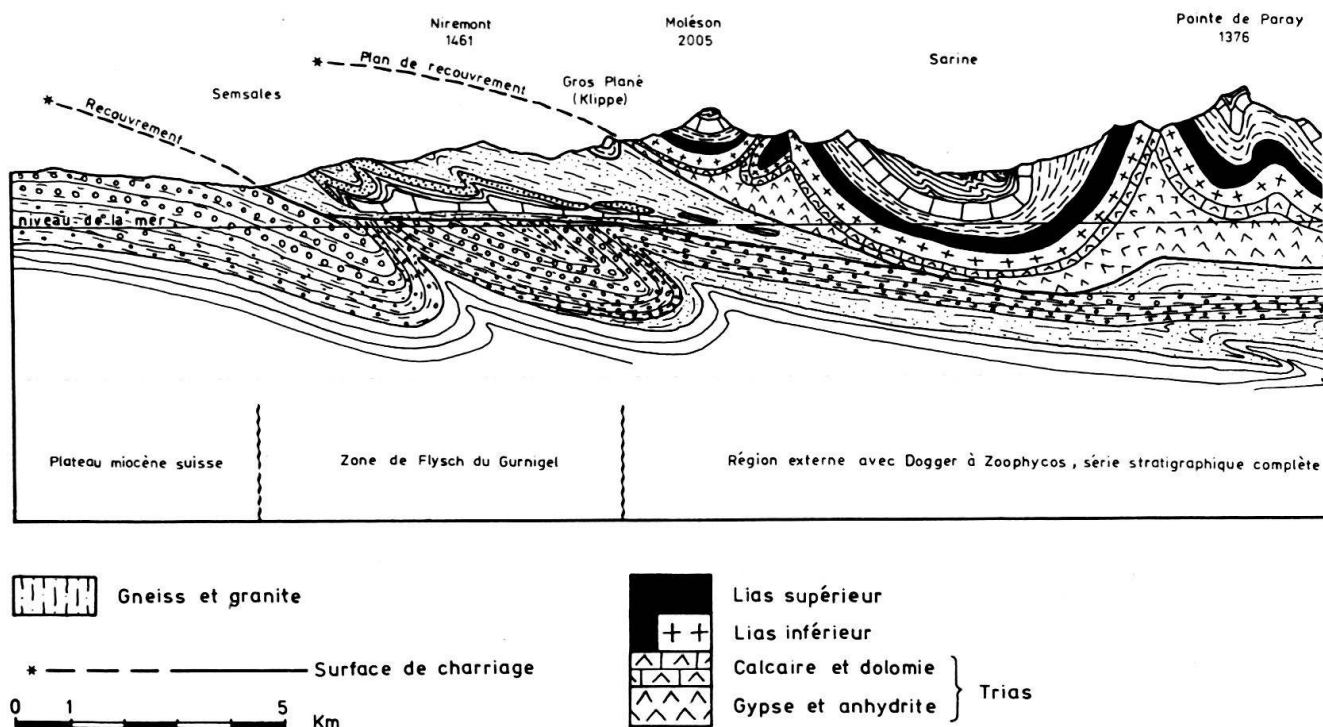 Niremont
1461
Moléson
2005
Pointe de Paray
1376
Plan de recouvrement
Sarine
Gros Plané
(Klippe)
Semsales
Recouvrement
niveau-de-la-mer
Plateau miocène suisse
Zone de Flysch du Gurnigel
Région externe avec Dogger à Zoophycos, série stratigraphique complète
Gneiss et granite
Surface de charriage
0 1 5
Km
Lias supérieur
Lias inférieur
Calcaire et dolomie
Gypse et anhydrite
Trias